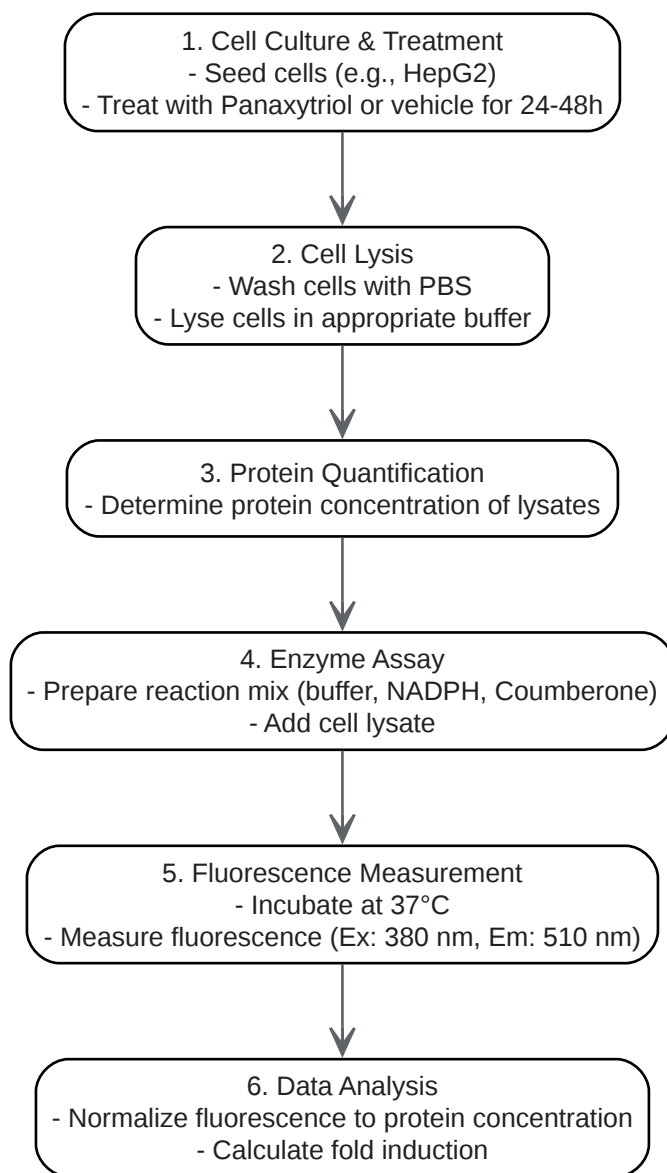 1. Cell Culture & Treatment
- Seed cells (e.g., HepG2)
- Treat with Panaxytriol or vehicle for 24-48h
2. Cell Lysis
- Wash cells with PBS
- Lyse cells in appropriate buffer
3. Protein Quantification
- Determine protein concentration of lysates
4. Enzyme Assay
- Prepare reaction mix (buffer, NADPH, Coumberone)
- Add cell lysate
5. Fluorescence Measurement
- Incubate at 37°C
- Measure fluorescence (Ex: 380 nm, Em: 510 nm)
6. Data Analysis
- Normalize fluorescence to protein concentration
- Calculate fold induction